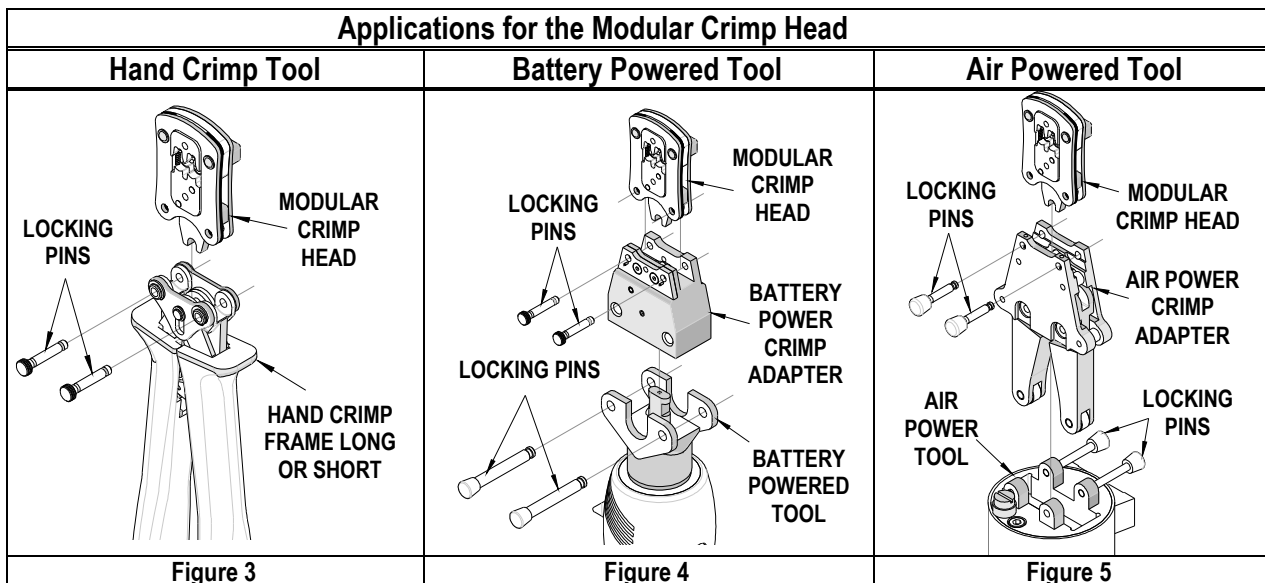 Applications for the Modular Crimp Head
Hand Crimp Tool
Battery Powered Tool
Air Powered Tool
LOCKING
PINS
MODULAR
CRIMP
HEAD
HAND CRIMP
FRAME LONG
OR SHORT
LOCKING
PINS
MODULAR
CRIMP
HEAD
BATTERY
POWER
CRIMP
ADAPTER
LOCKING PINS
BATTERY
POWERED
TOOL
LOCKING
PINS
MODULAR
CRIMP HEAD
AIR POWER
CRIMP
ADAPTER
AIR
POWER
TOOL
LOCKING
PINS
Figure 3
Figure 4
Figure 5